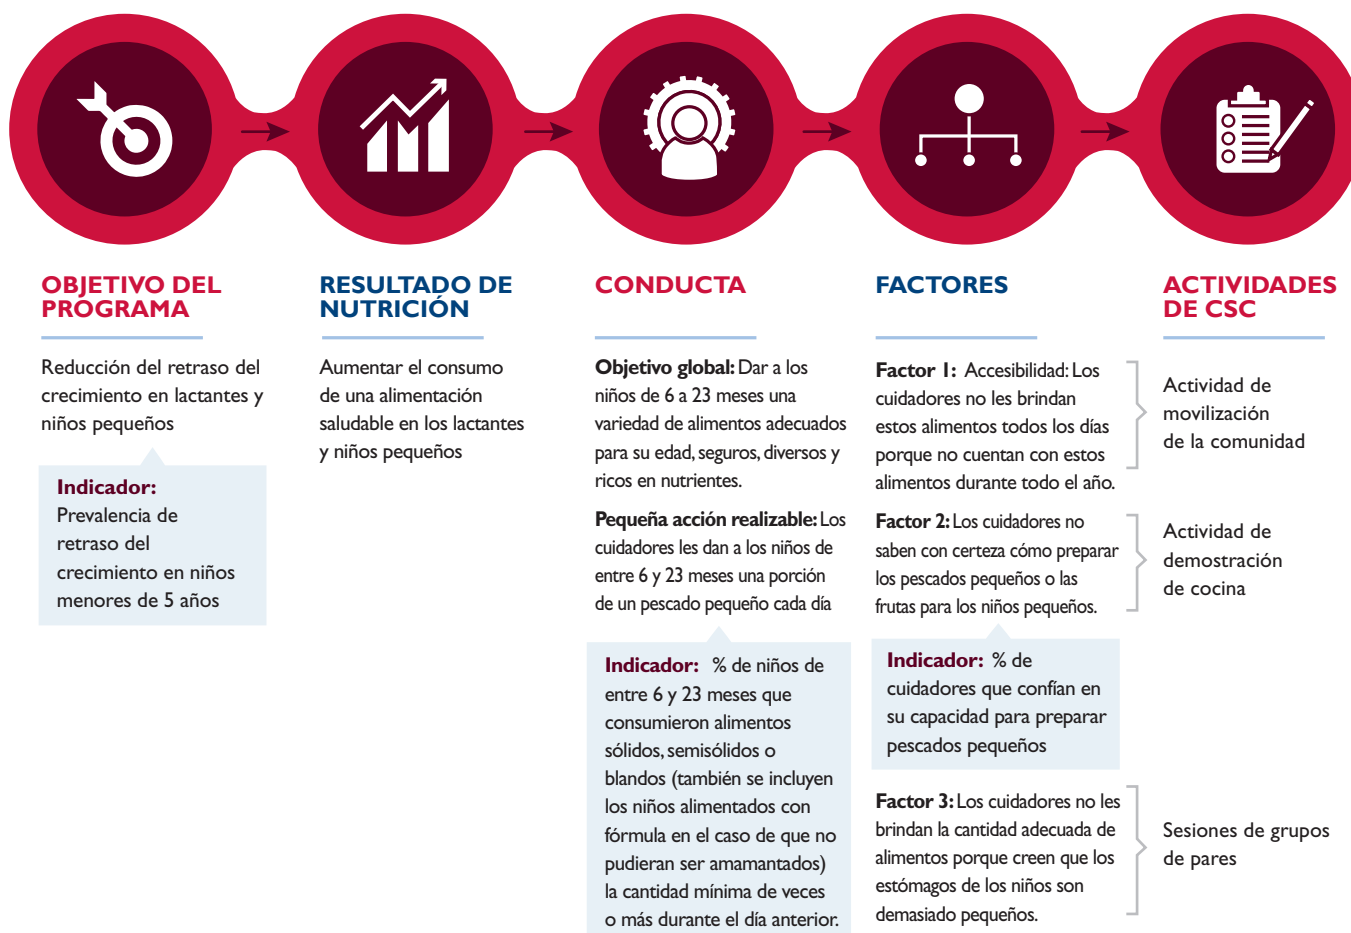 OBJETIVO DEL
PROGRAMA
Reducción del retraso del
crecimiento en lactantes y
niños pequeños
Indicador:
Prevalencia de
retraso del
crecimiento en niños
menores de 5 años
RESULTADO DE
NUTRICIÓN
Aumentar el consumo
de una alimentación
saludable en los lactantes
y niños pequeños
CONDUCTA
Objetivo global: Dar a los
niños de 6 a 23 meses una
variedad de alimentos adecuados
para su edad, seguros, diversos y
ricos en nutrientes.
Pequeña acción realizable: Los
cuidadores les dan a los niños de
entre 6 y 23 meses una porción
de un pescado pequeño cada día
Indicador: % de niños de
entre 6 y 23 meses que
consumieron alimentos
sólidos, semisólidos o
blandos (también se incluyen
los niños alimentados con
fórmula en el caso de que no
pudieran ser amamantados)
la cantidad mínima de veces
o más durante el día anterior.
FACTORES
Factor 1: Accesibilidad: Los
cuidadores no les brindan
estos alimentos todos los días
porque no cuentan con estos
alimentos durante todo el año.
Factor 2: Los cuidadores no
saben con certeza cómo preparar
los pescados pequeños o las
frutas para los niños pequeños.
Indicador: % de
cuidadores que confían en
su capacidad para preparar
pescados pequeños
Factor 3: Los cuidadores no les
brindan la cantidad adecuada de
alimentos porque creen que los
estómagos de los niños son
demasiado pequeños.
ACTIVIDADES
DE CSC
Actividad de
movilización
de la comunidad
Actividad de
demostración
de cocina
Sesiones de grupos
de pares